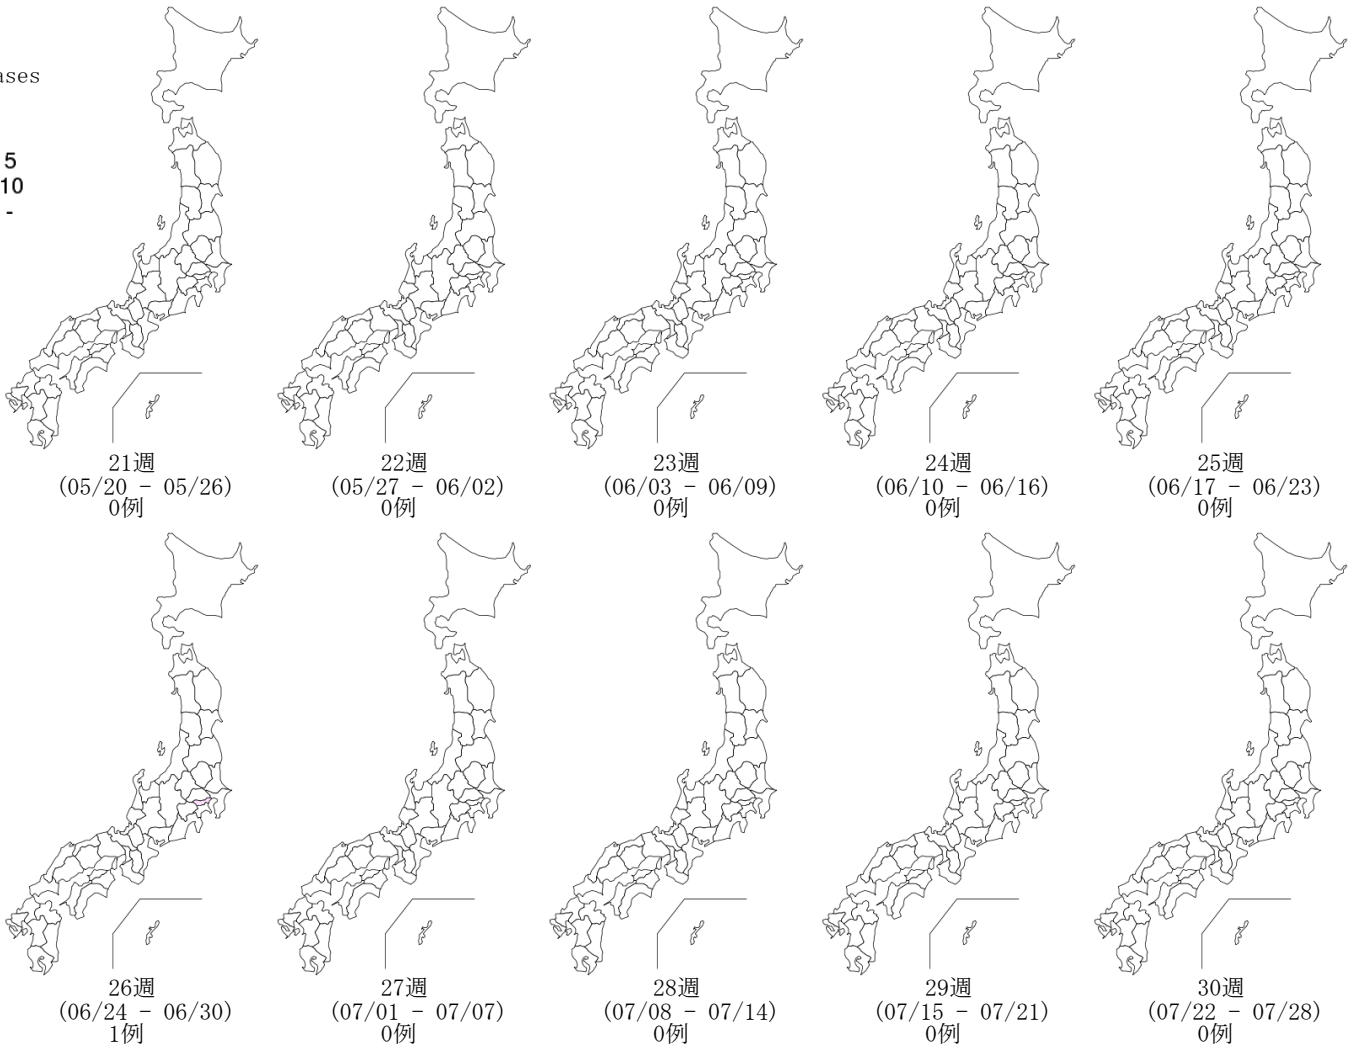 ases
5
10
-
21週
(05/20 - 05/26)
0例
22週
(05/27 - 06/02)
0例
23週
(06/03 - 06/09)
0例
24週
(06/10 - 06/16)
0例
25週
(06/17 - 06/23)
0例
26週
(06/24 - 06/30)
1例
27週
(07/01 - 07/07)
0例
28週
(07/08 - 07/14)
0例
29週
(07/15 - 07/21)
0例
30週
(07/22 - 07/28)
0例